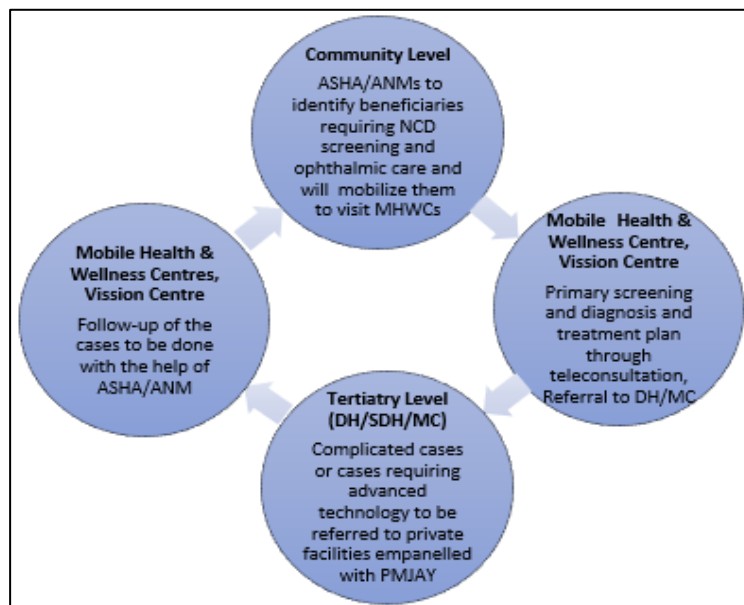 Community Level
ASHA/ANMs to
identify beneficiaries
requiring NCD
screening and
ophthalmic care and
will mobilize them
to visit MHWCs
Mobile Health &
Wellness Centre,
Vission Centre
Primary screening
and diagnosis and
treatment plan
through
teleconsultation,
Referral to DH/MC
Tertiatry Level
(DH/SDH/MC)
Complicated cases
or cases requiring
advanced
technology to be
referred to private
facilities empanelled
with PMJAY
Mobile Health &
Wellness Centres,
Vission Centre
Follow-up of the
cases to be done
with the help of
ASHA/ANM